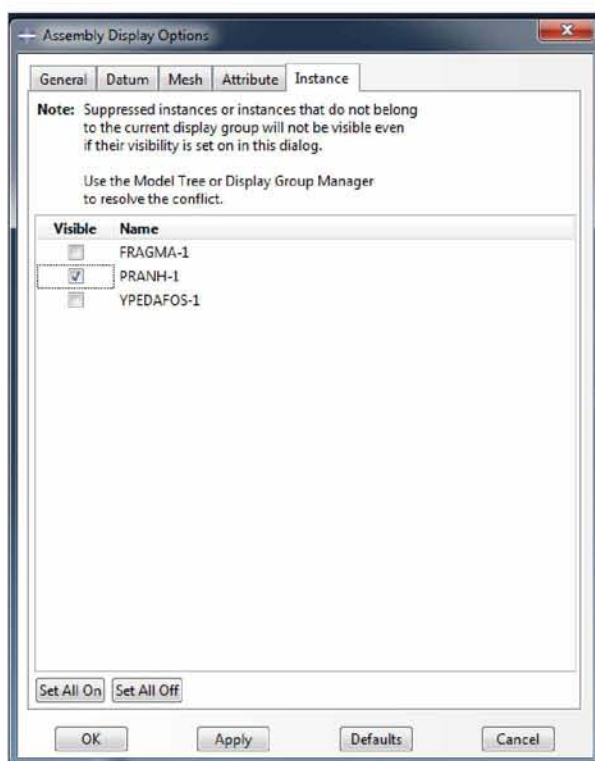 Assembly Display Options
General Datum Mesh Attribute Instance
Note: Suppressed instances or instances that do not belong
to the current display group will not be visible even
if their visibility is set on in this dialog.
Use the Model Tree or Display Group Manager
to resolve the conflict.
Visible Name
FRAGMA-1
PRANH-1
YPEDAFOS-1
Set All On Set All Off
OK Apply Defaults Cancel